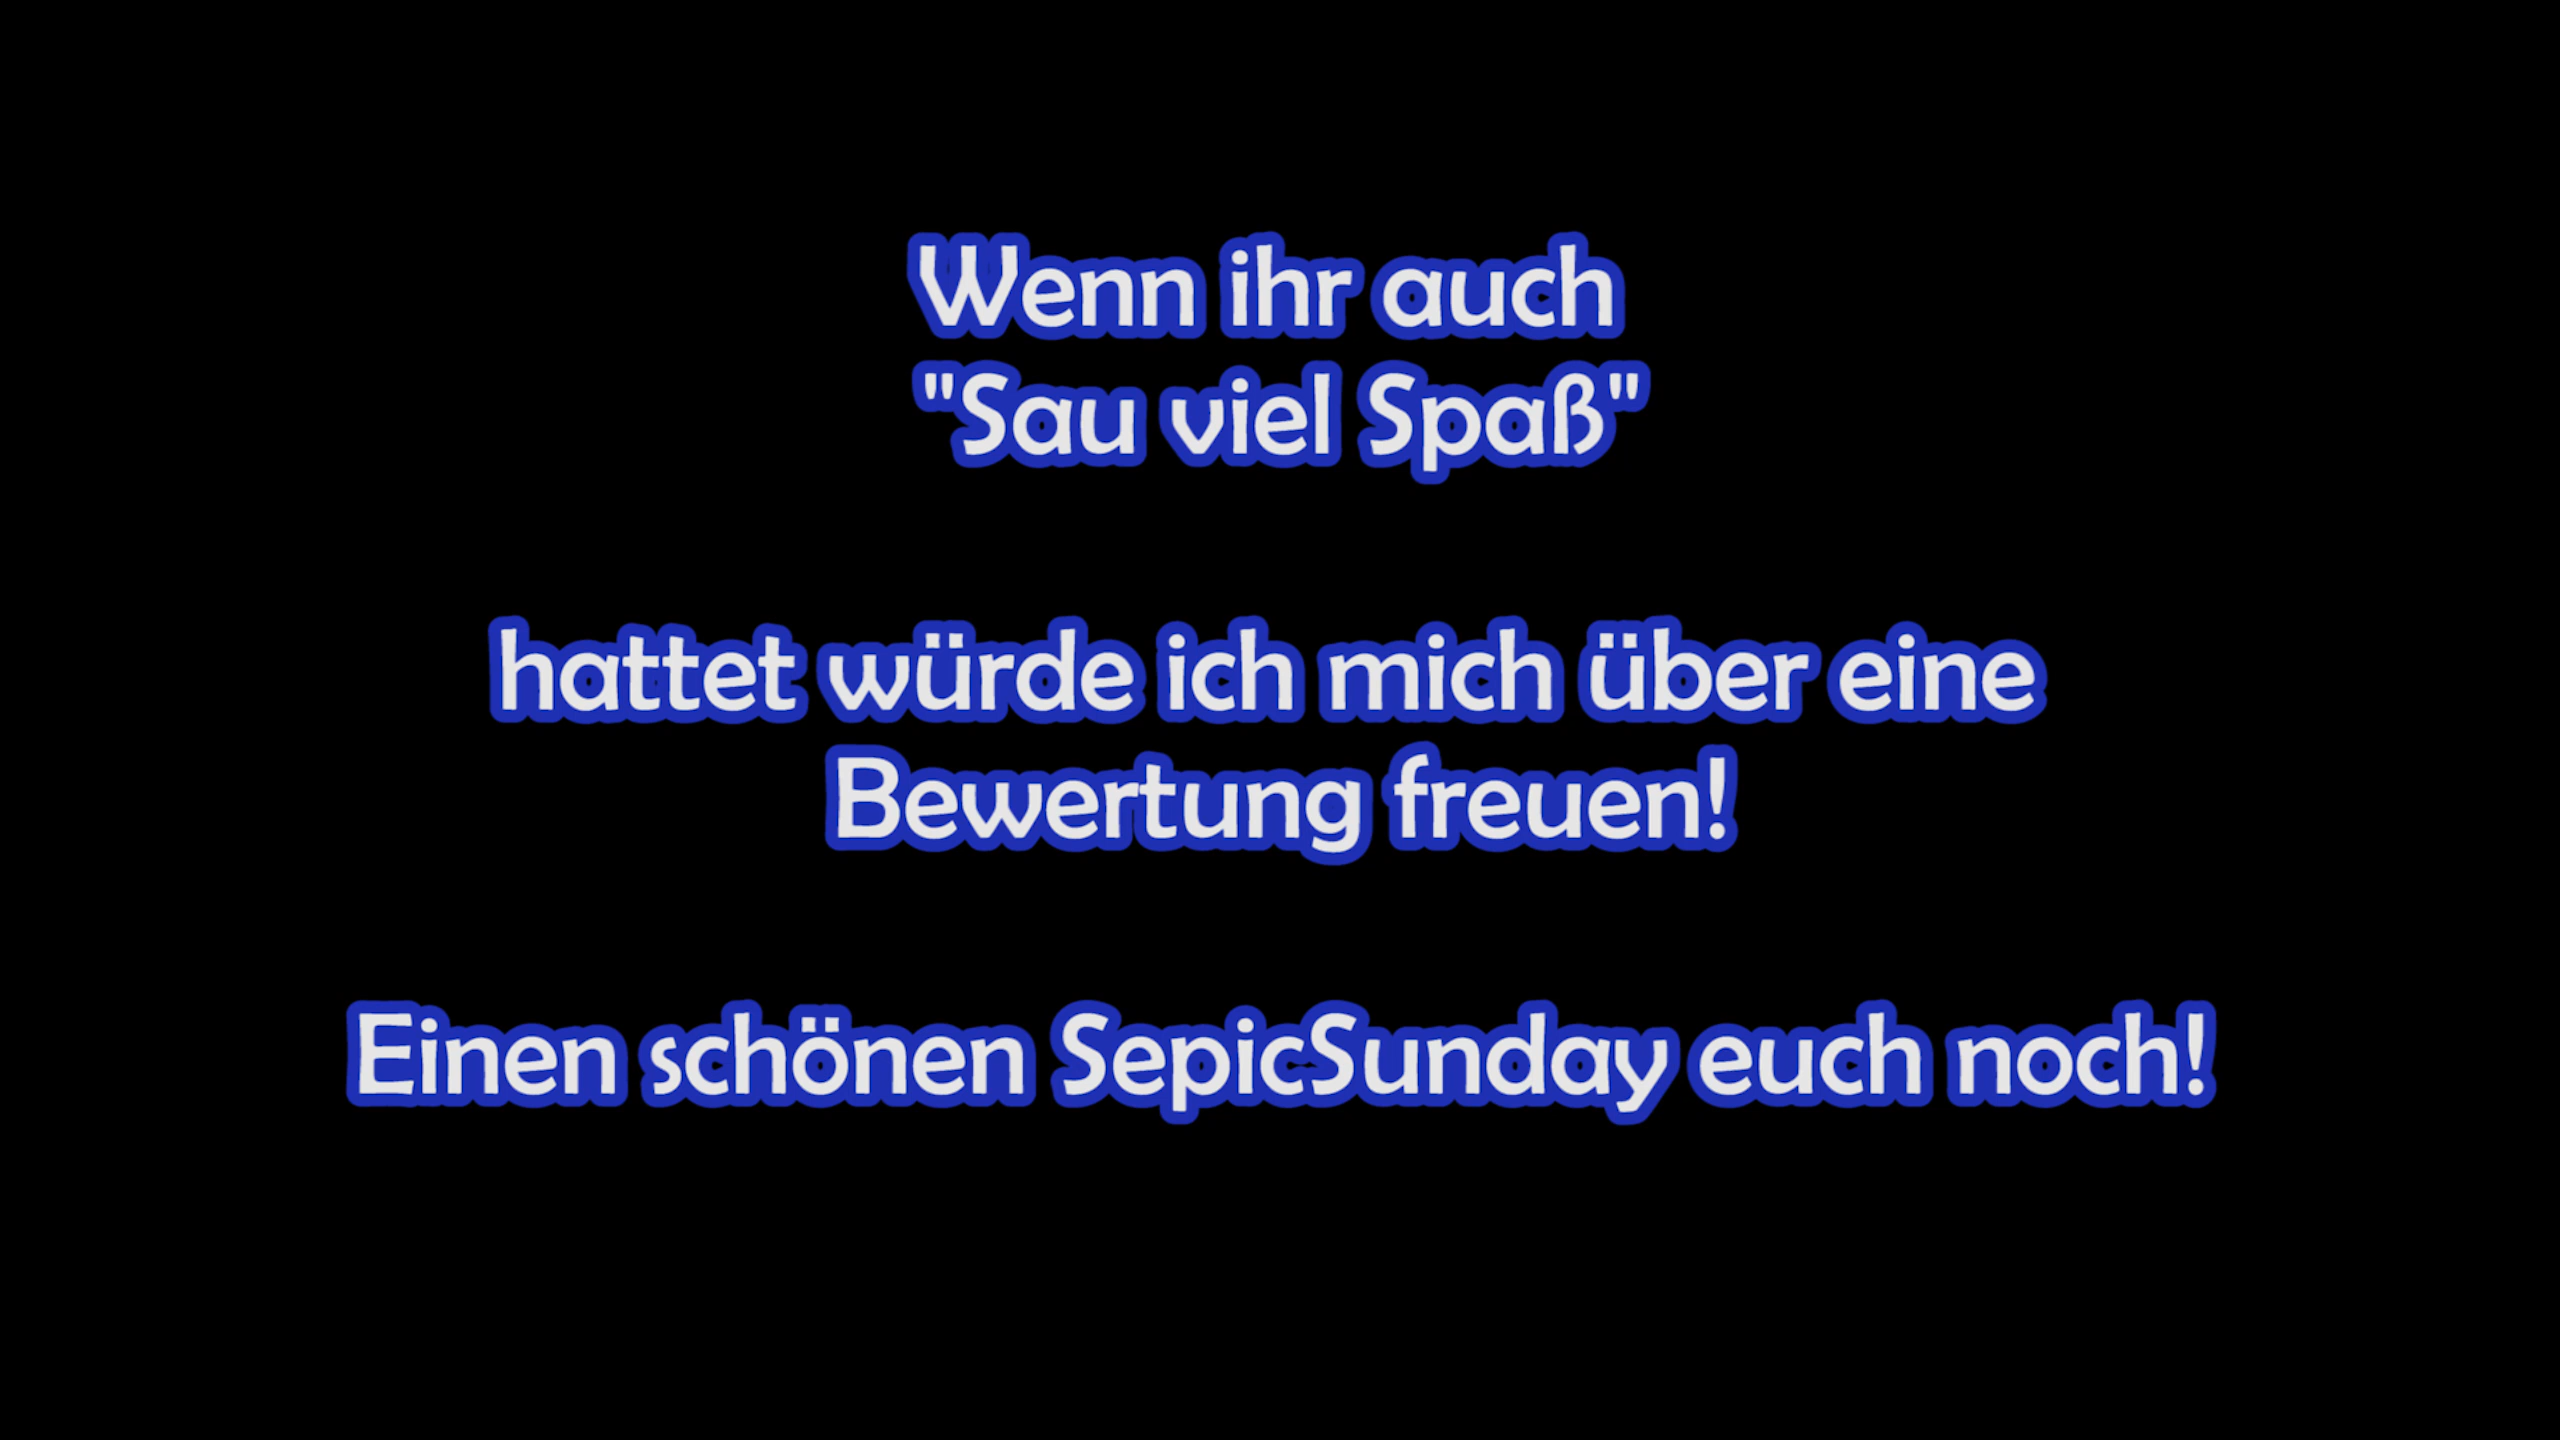 Wenn ihr auch
"Sau viel Spaß"
hattet würde ich mich über eine
Bewertung freuen!
Einen schönen SepicSunday euch noch!